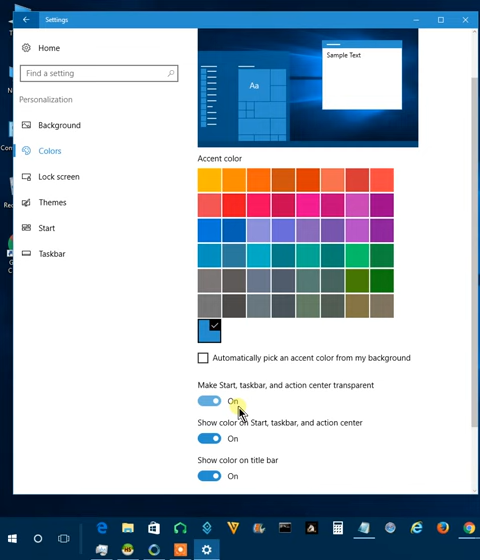 Settings
Home
Find a setting
Personalization
Background
Colors
Lock screen
Themes
Start
Taskbar
Sample Text
Aa
Accent color
Automatically pick an accent color from my background
Make Start, taskbar, and action center transparent
On
Show color on Start, taskbar, and action center
On
Show color on title bar
On